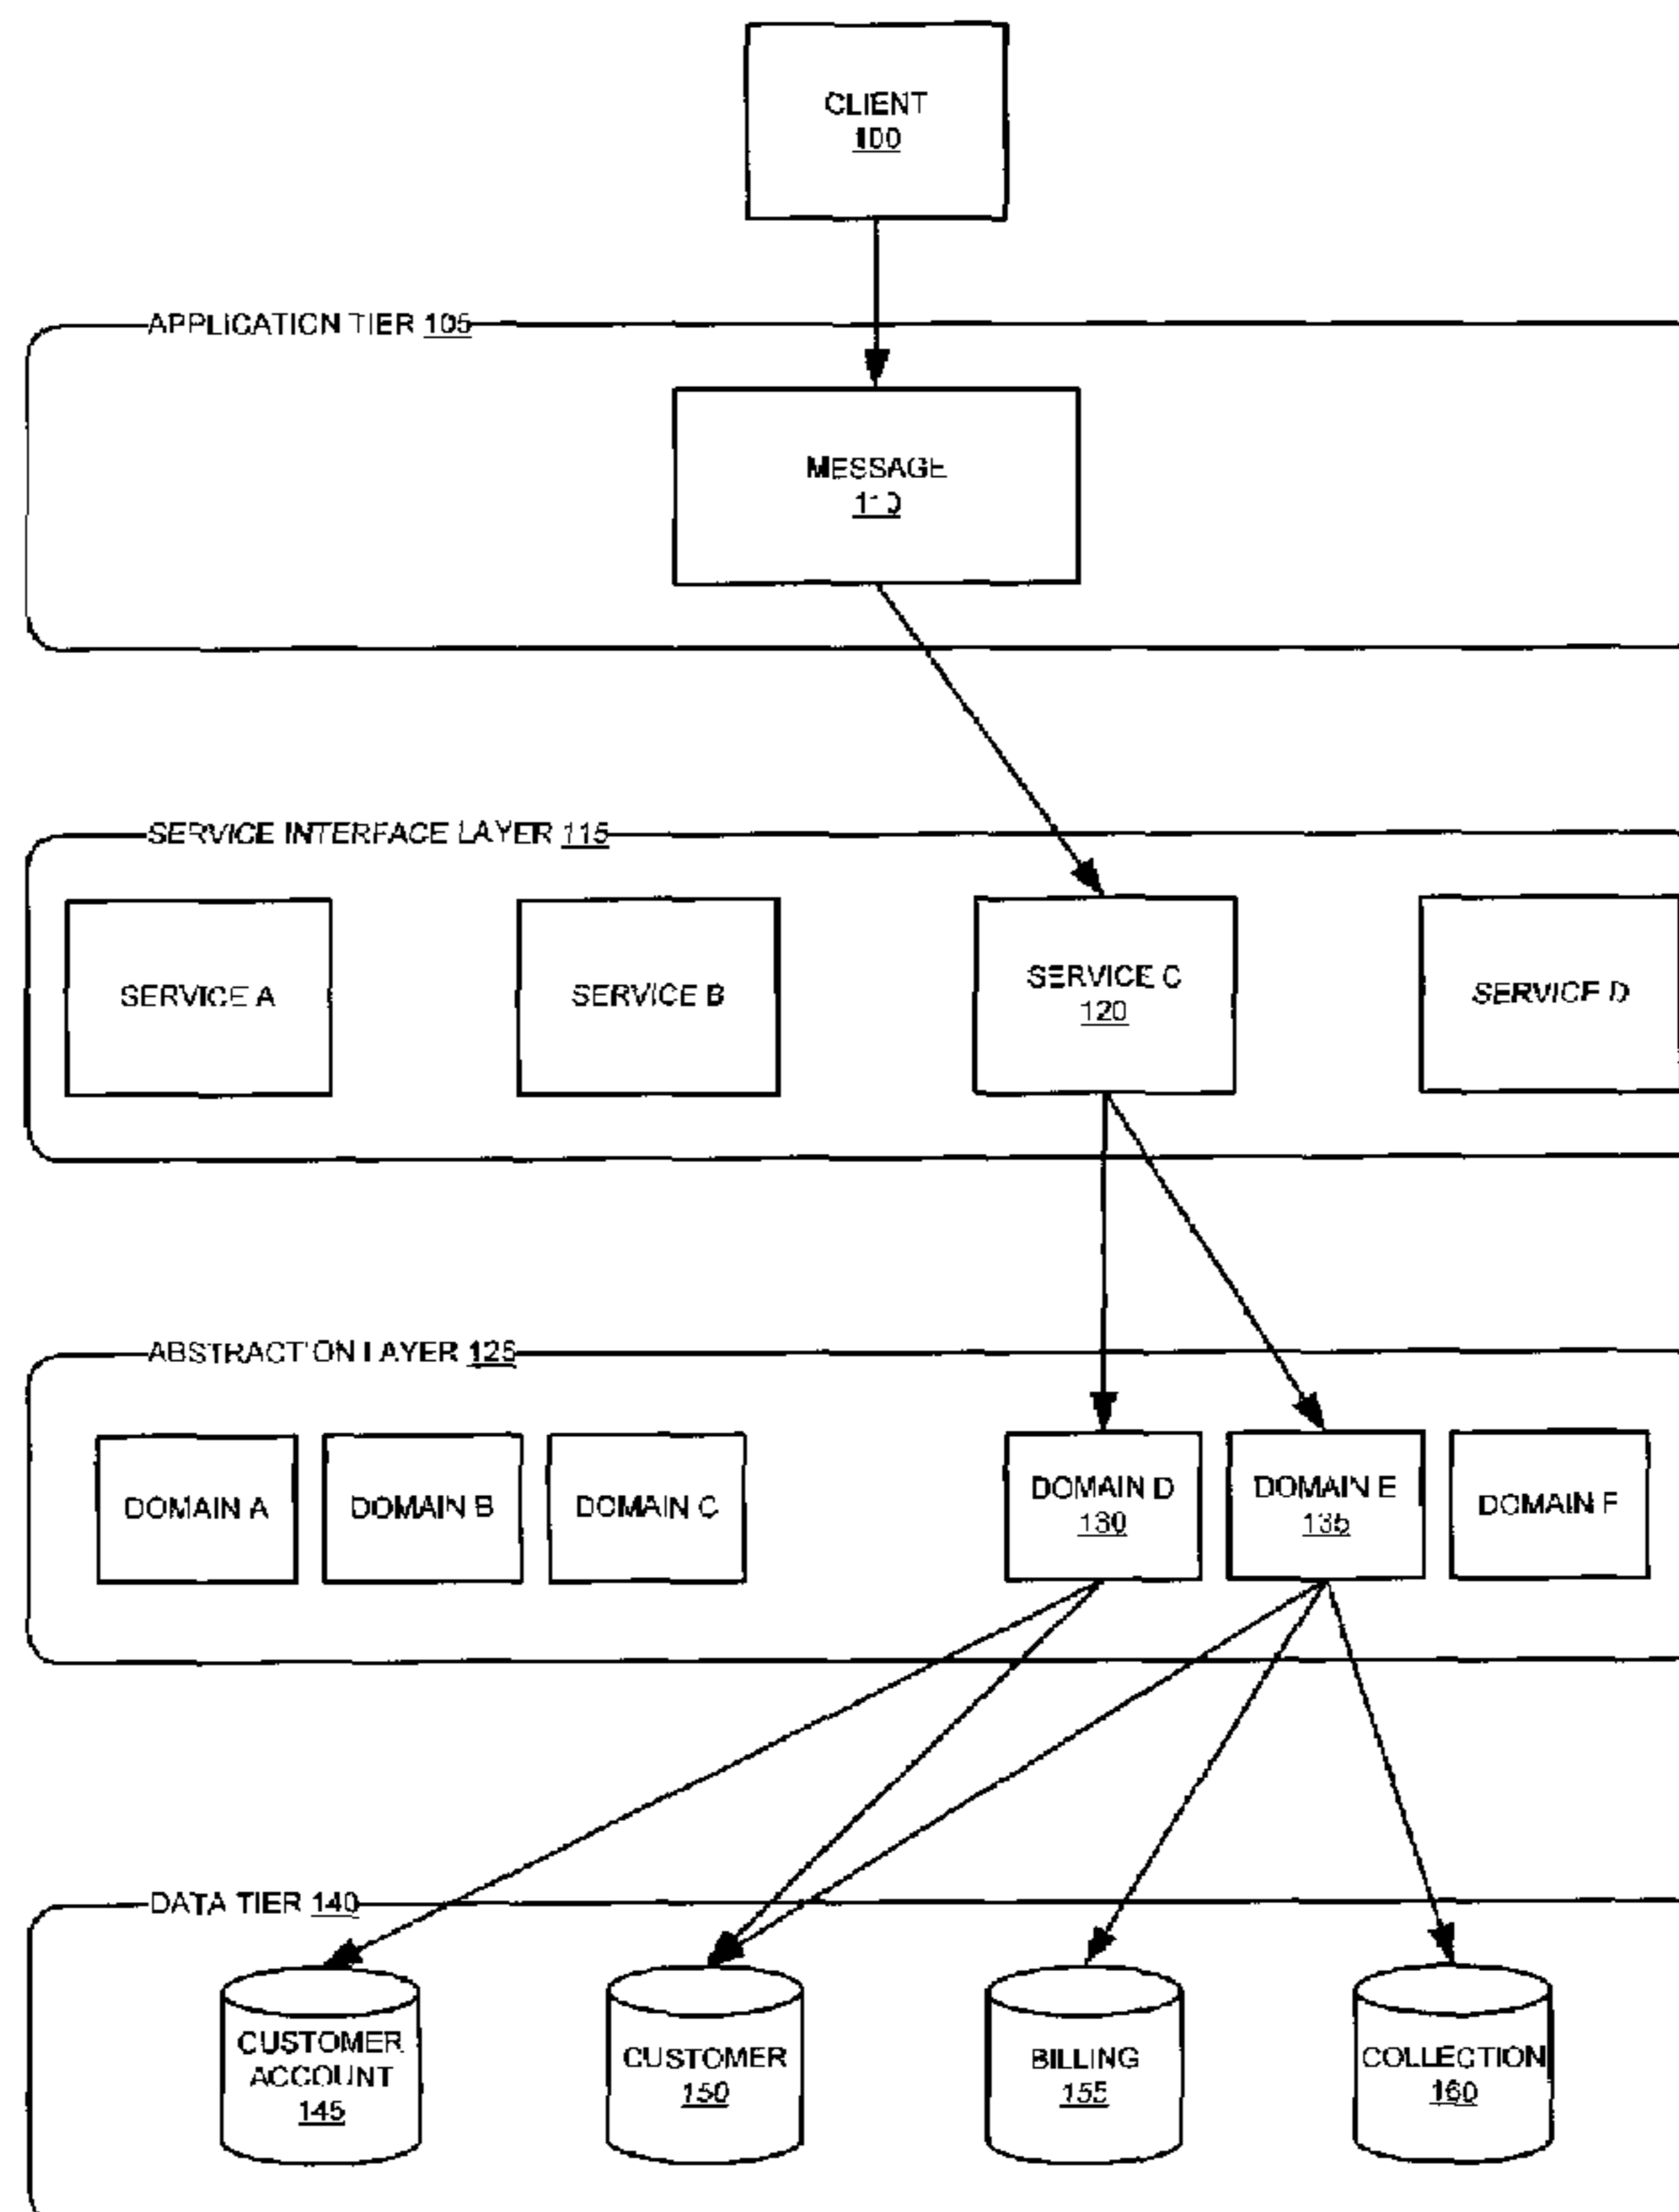 CLIENT
100
APPLICATION TIER 105
MESSAGE
110
SERVICE INTERFACE LAYER 115
SERVICE A
SERVICE B
SERVICE C
120
SERVICE D
ABSTRACTION LAYER 125
DOMAIN A
DOMAIN B
DOMAIN C
DOMAIN D
130
DOMAIN E
135
DOMAIN F
DATA TIER 140
CUSTOMER
ACCOUNT
145
CUSTOMER
150
BILLING
155
COLLECTION
160